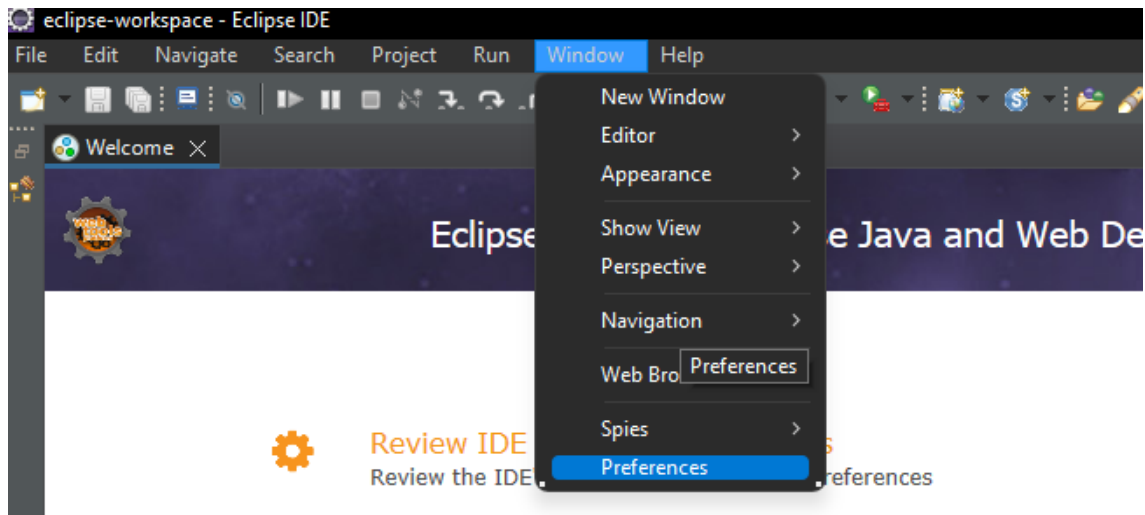 eclipse-workspace - Eclipse IDE
File Edit Navigate Search Project Run Window Help
Welcome
New Window
Editor
Appearance
Show View
Perspective
Navigation
Web Bro
Preferences
Spies
Preferences
Eclipse e Java and Web De
Review IDE s
Review the IDE' references